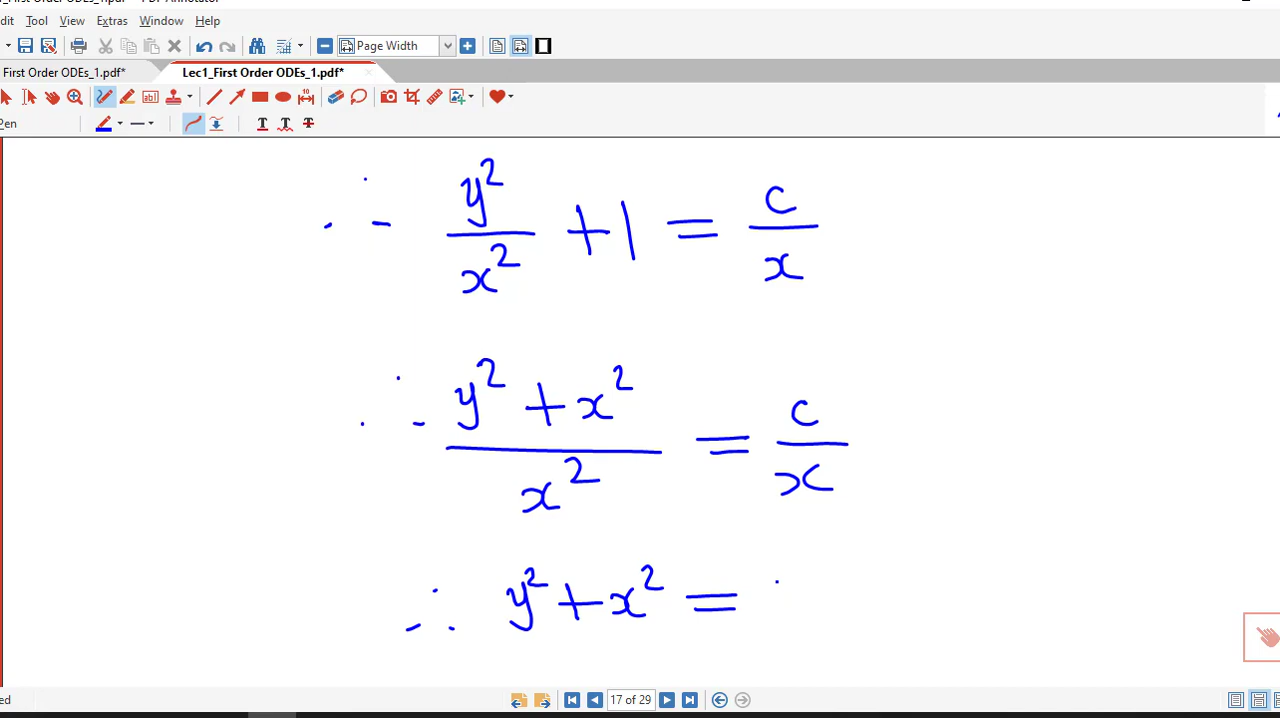 dit Tool View Extras Window Help
Page Width
First Order ODEs_1.pdf* Lec1_First Order ODEs_1.pdf*
Pen
∴ y²/x² + 1 = c/x
∴ (y² + x²)/x² = c/x
∴ y² + x² =
17 of 29